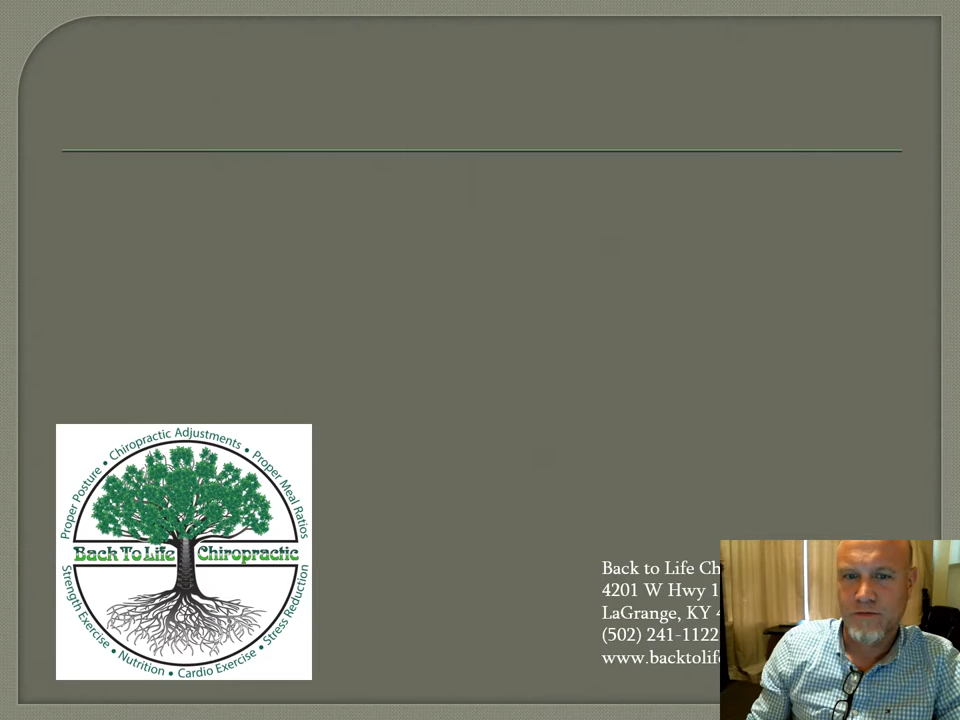 Proper Posture • Chiropractic Adjustments • Proper Meal Ratios
Back To Life Chiropractic
Strength Exercise • Nutrition • Cardio Exercise • Stress Reduction
Back to Life
4201 W Hwy
LaGrange, KY
(502) 241-1122